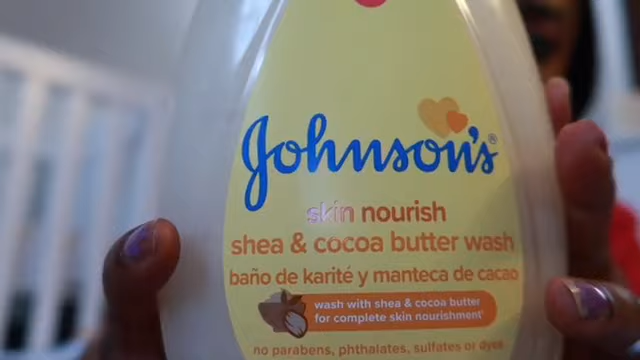 Johnson's®
skin nourish
shea & cocoa butter wash
baño de karité y manteca de cacao
wash with shea & cocoa butter
for complete skin nourishment
no parabens, phthalates, sulfates or dyes